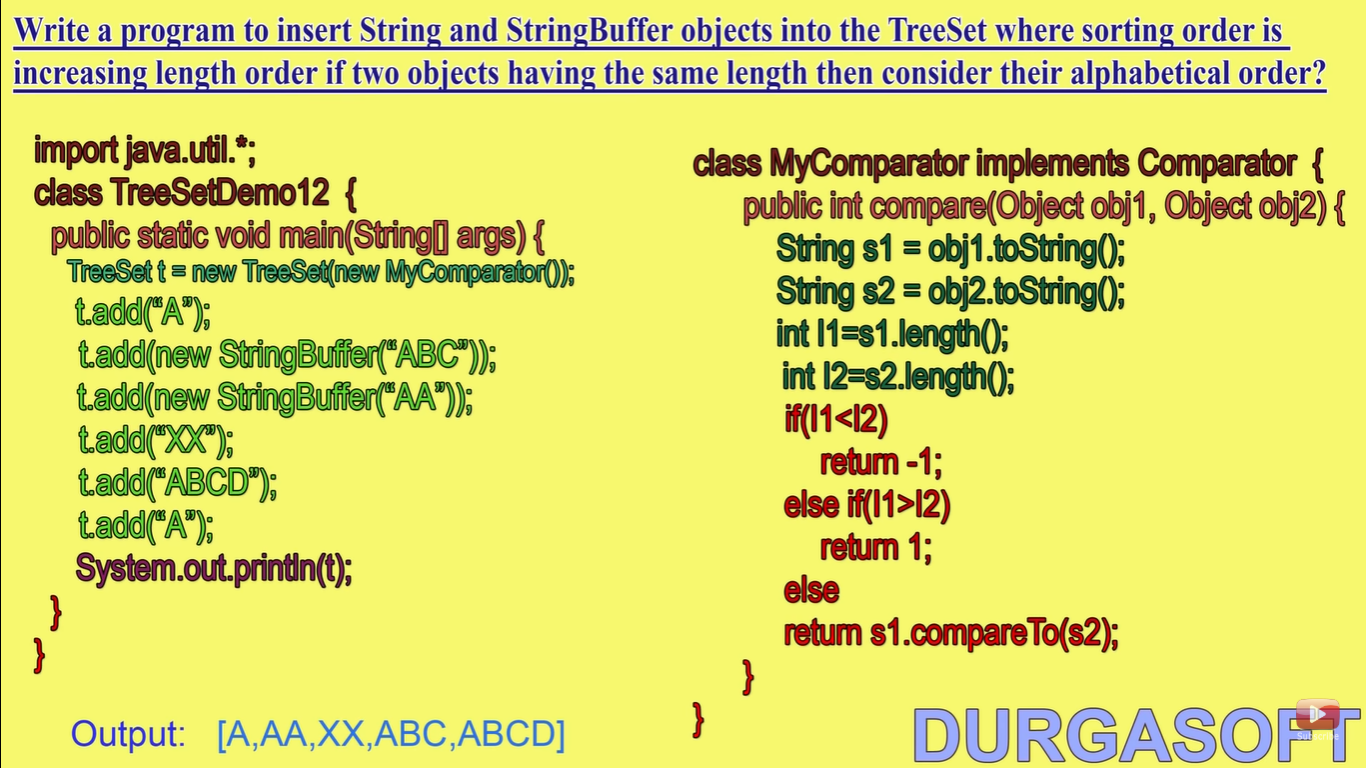 Write a program to insert String and StringBuffer objects into the TreeSet where sorting order is
increasing length order if two objects having the same length then consider their alphabetical order?
import java.util.*;
class TreeSetDemo12 {
public static void main(String[] args) {
TreeSet t = new TreeSet(new MyComparator());
t.add(“A”);
t.add(new StringBuffer(“ABC”));
t.add(new StringBuffer(“AA”));
t.add(“XX”);
t.add(“ABCD”);
t.add(“A”);
System.out.println(t);
}
}
Output: [A,AA,XX,ABC,ABCD]
class MyComparator implements Comparator {
public int compare(Object obj1, Object obj2) {
String s1 = obj1.toString();
String s2 = obj2.toString();
int l1=s1.length();
int l2=s2.length();
if(l1<l2)
return -1;
else if(l1>l2)
return 1;
else
return s1.compareTo(s2);
}
}
DURGASOFT
Subscribe